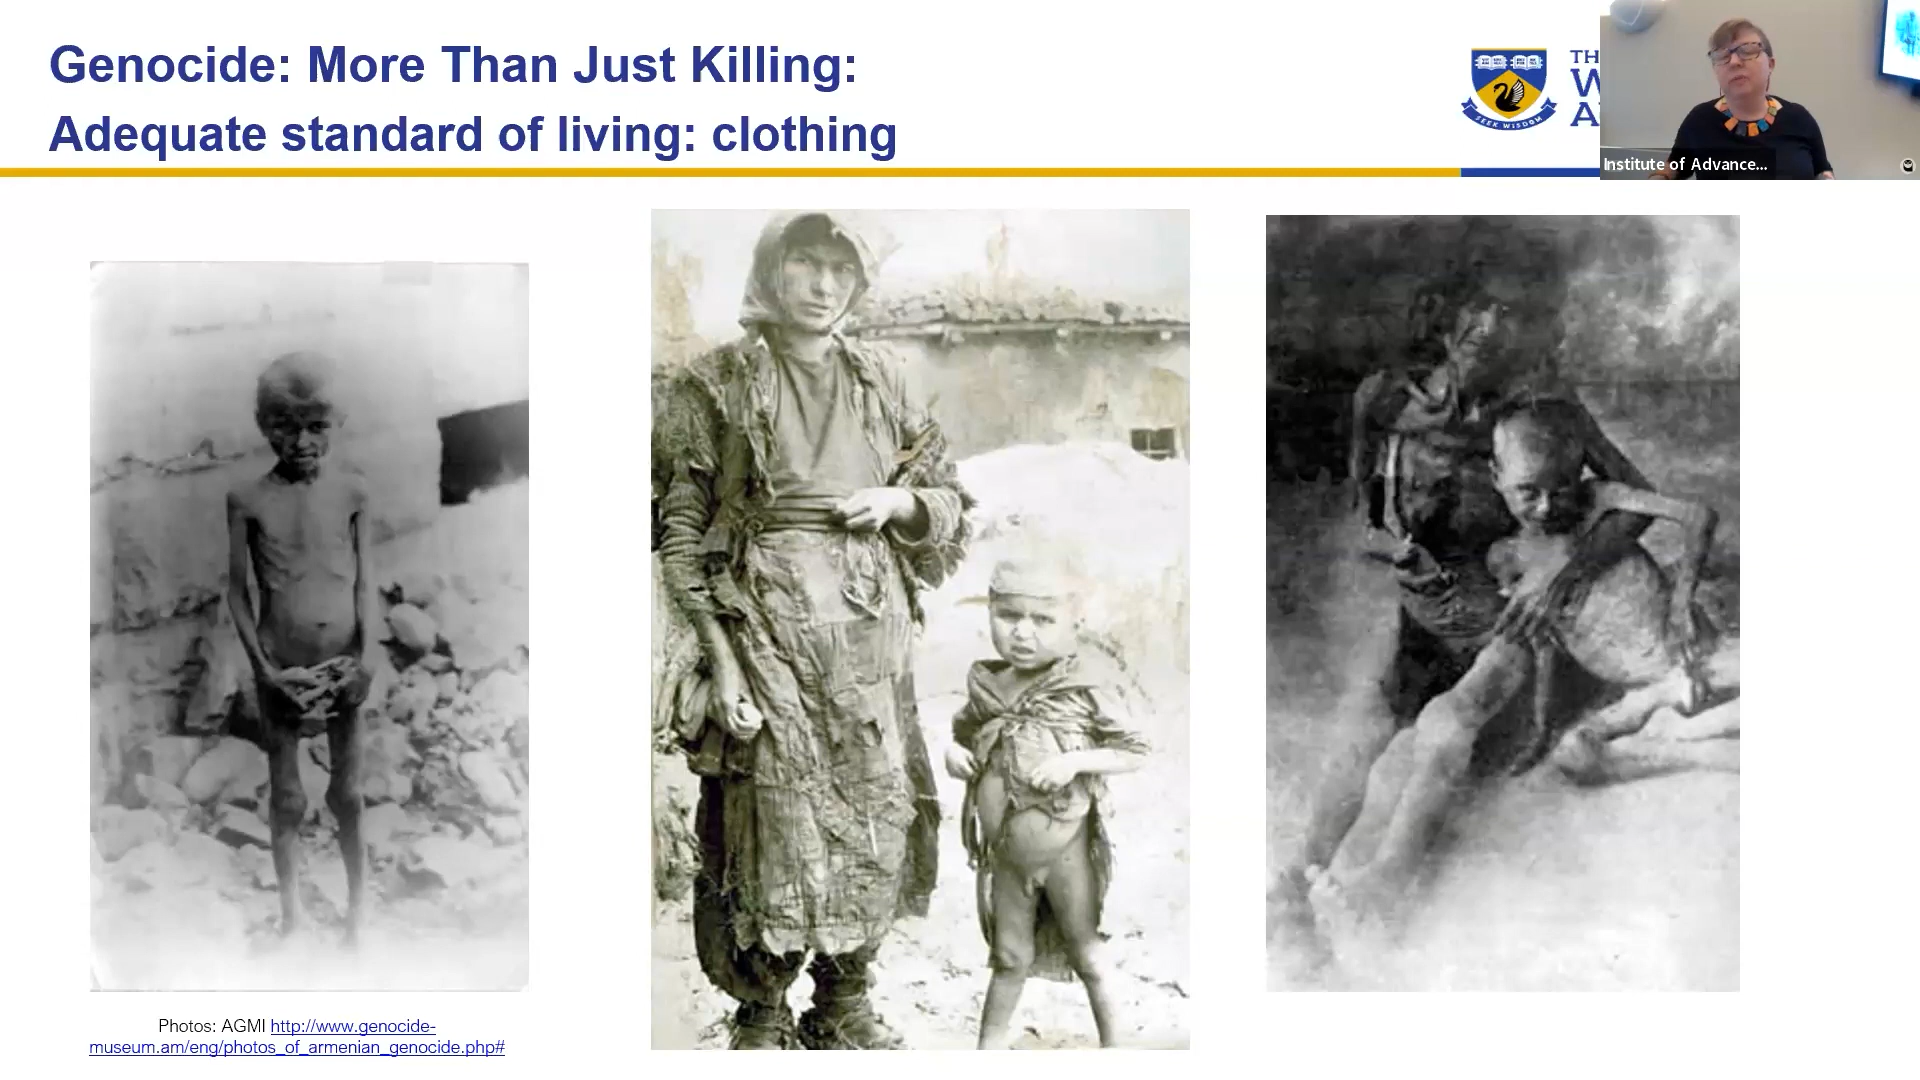 Genocide: More Than Just Killing:
Adequate standard of living: clothing
SEEK WISDOM
Institute of Advance...
Photos: AGMI http://www.genocide-
museum.am/eng/photos_of_armenian_genocide.php#